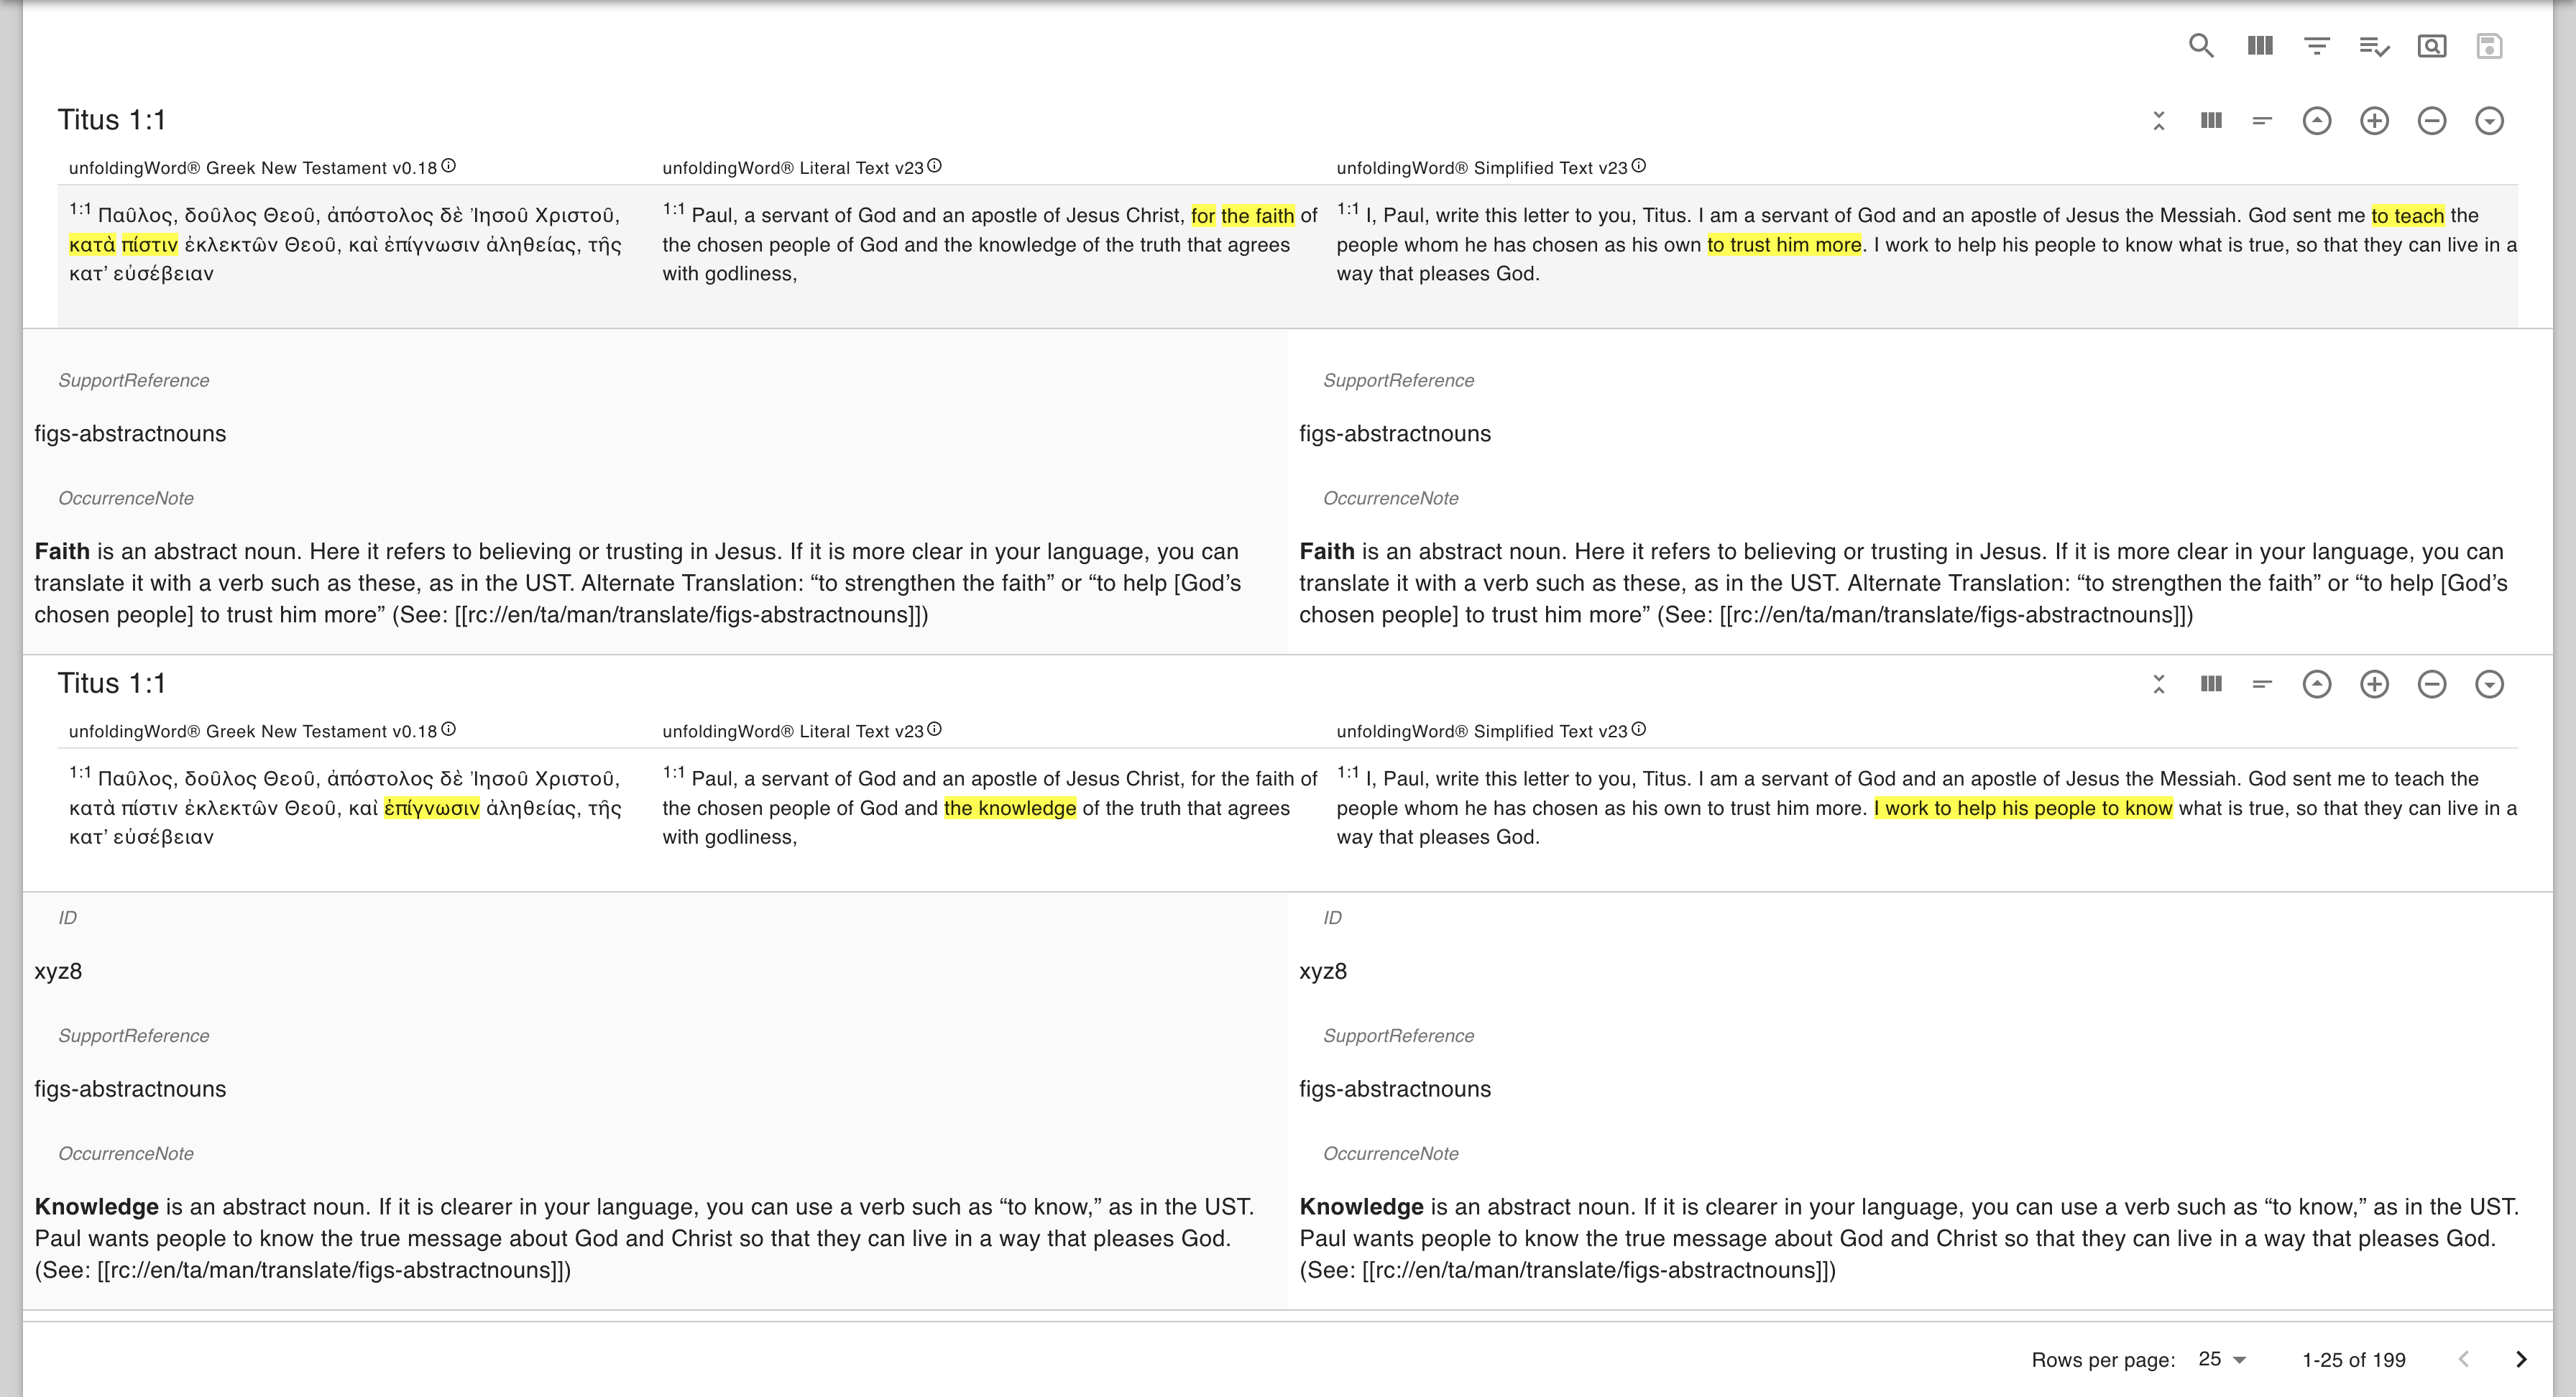 Titus 1:1
unfoldingWord® Greek New Testament v0.18
unfoldingWord® Literal Text v23
unfoldingWord® Simplified Text v23
1:1 Παῦλος, δοῦλος Θεοῦ, ἀπόστολος δὲ Ἰησοῦ Χριστοῦ,
κατὰ πίστιν ἐκλεκτῶν Θεοῦ, καὶ ἐπίγνωσιν ἀληθείας, τῆς
κατ’ εὐσέβειαν
1:1 Paul, a servant of God and an apostle of Jesus Christ, for the faith of
the chosen people of God and the knowledge of the truth that agrees
with godliness,
1:1 I, Paul, write this letter to you, Titus. I am a servant of God and an apostle of Jesus the Messiah. God sent me to teach the
people whom he has chosen as his own to trust him more. I work to help his people to know what is true, so that they can live in a
way that pleases God.
SupportReference
figs-abstractnouns
OccurrenceNote
Faith is an abstract noun. Here it refers to believing or trusting in Jesus. If it is more clear in your language, you can
translate it with a verb such as these, as in the UST. Alternate Translation: “to strengthen the faith” or “to help [God’s
chosen people] to trust him more” (See: [[rc://en/ta/man/translate/figs-abstractnouns]])
SupportReference
figs-abstractnouns
OccurrenceNote
Faith is an abstract noun. Here it refers to believing or trusting in Jesus. If it is more clear in your language, you can
translate it with a verb such as these, as in the UST. Alternate Translation: “to strengthen the faith” or “to help [God’s
chosen people] to trust him more” (See: [[rc://en/ta/man/translate/figs-abstractnouns]])
Titus 1:1
unfoldingWord® Greek New Testament v0.18
unfoldingWord® Literal Text v23
unfoldingWord® Simplified Text v23
1:1 Παῦλος, δοῦλος Θεοῦ, ἀπόστολος δὲ Ἰησοῦ Χριστοῦ,
κατὰ πίστιν ἐκλεκτῶν Θεοῦ, καὶ ἐπίγνωσιν ἀληθείας, τῆς
κατ’ εὐσέβειαν
1:1 Paul, a servant of God and an apostle of Jesus Christ, for the faith of
the chosen people of God and the knowledge of the truth that agrees
with godliness,
1:1 I, Paul, write this letter to you, Titus. I am a servant of God and an apostle of Jesus the Messiah. God sent me to teach the
people whom he has chosen as his own to trust him more. I work to help his people to know what is true, so that they can live in a
way that pleases God.
ID
xyz8
SupportReference
figs-abstractnouns
OccurrenceNote
Knowledge is an abstract noun. If it is clearer in your language, you can use a verb such as “to know,” as in the UST.
Paul wants people to know the true message about God and Christ so that they can live in a way that pleases God.
(See: [[rc://en/ta/man/translate/figs-abstractnouns]])
ID
xyz8
SupportReference
figs-abstractnouns
OccurrenceNote
Knowledge is an abstract noun. If it is clearer in your language, you can use a verb such as “to know,” as in the UST.
Paul wants people to know the true message about God and Christ so that they can live in a way that pleases God.
(See: [[rc://en/ta/man/translate/figs-abstractnouns]])
Rows per page: 25 1-25 of 199